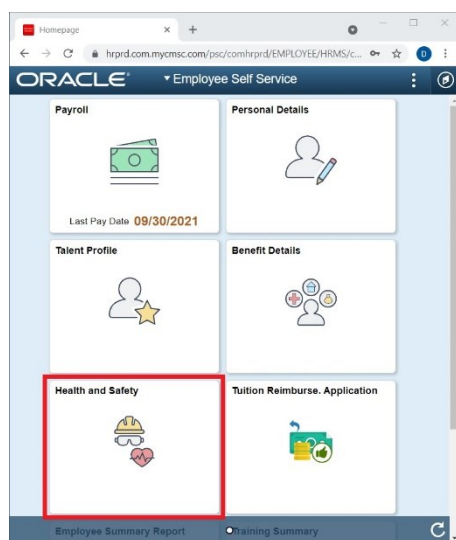 Homepage
hrprd.com.mycmsc.com/psc/comhrprd/EMPLOYEE/HRMS/c...
D
ORACLE
Employee Self Service
Payroll
Personal Details
Last Pay Date 09/30/2021
Talent Profile
Benefit Details
Health and Safety
Tuition Reimburse. Application
Employee Summary Report
Training Summary